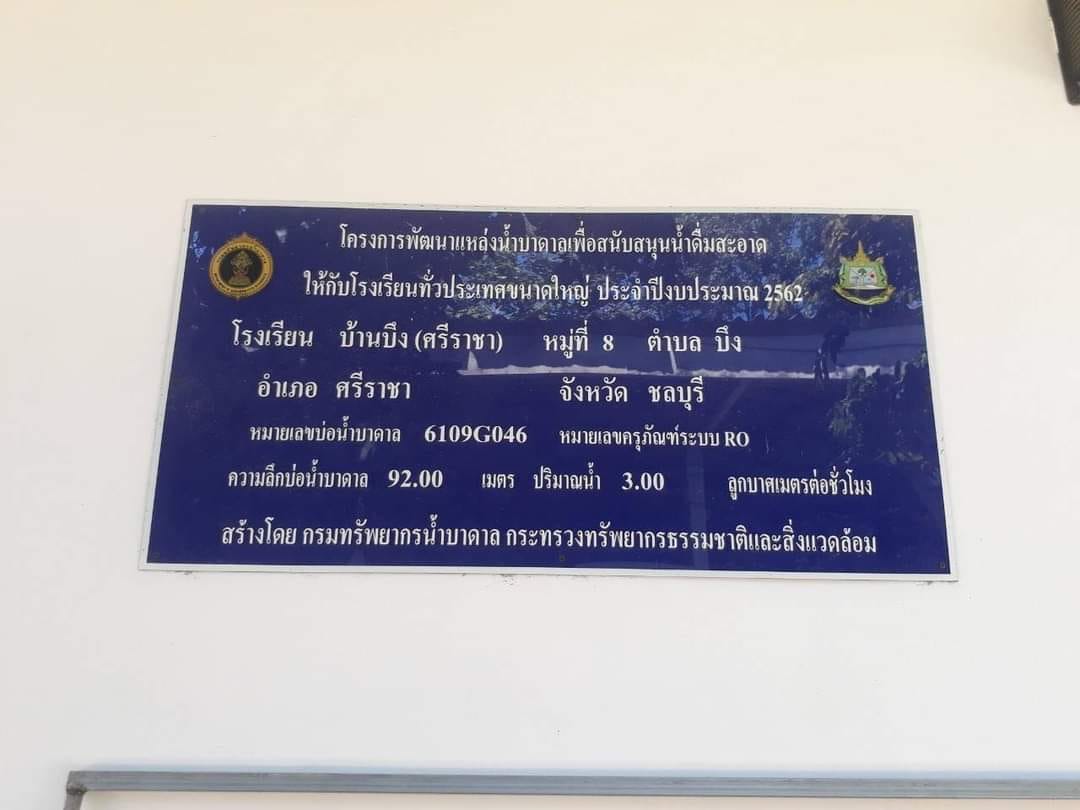 โครงการพัฒนาแหล่งน้ำบาดาลเพื่อสนับสนุนน้ำดื่มสะอาด
ให้กับโรงเรียนทั่วประเทศขนาดใหญ่ ประจำปีงบประมาณ 2562
โรงเรียน บ้านบึง (ศรีราชา) หมู่ที่ 8 ตำบล บึง
อำเภอ ศรีราชา จังหวัด ชลบุรี
หมายเลขบ่อน้ำบาดาล 6109G046 หมายเลขครุภัณฑ์ระบบ RO
ความลึกบ่อน้ำบาดาล 92.00 เมตร ปริมาณน้ำ 3.00 ลูกบาศเมตรต่อชั่วโมง
สร้างโดย กรมทรัพยากรน้ำบาดาล กระทรวงทรัพยากรธรรมชาติและสิ่งแวดล้อม